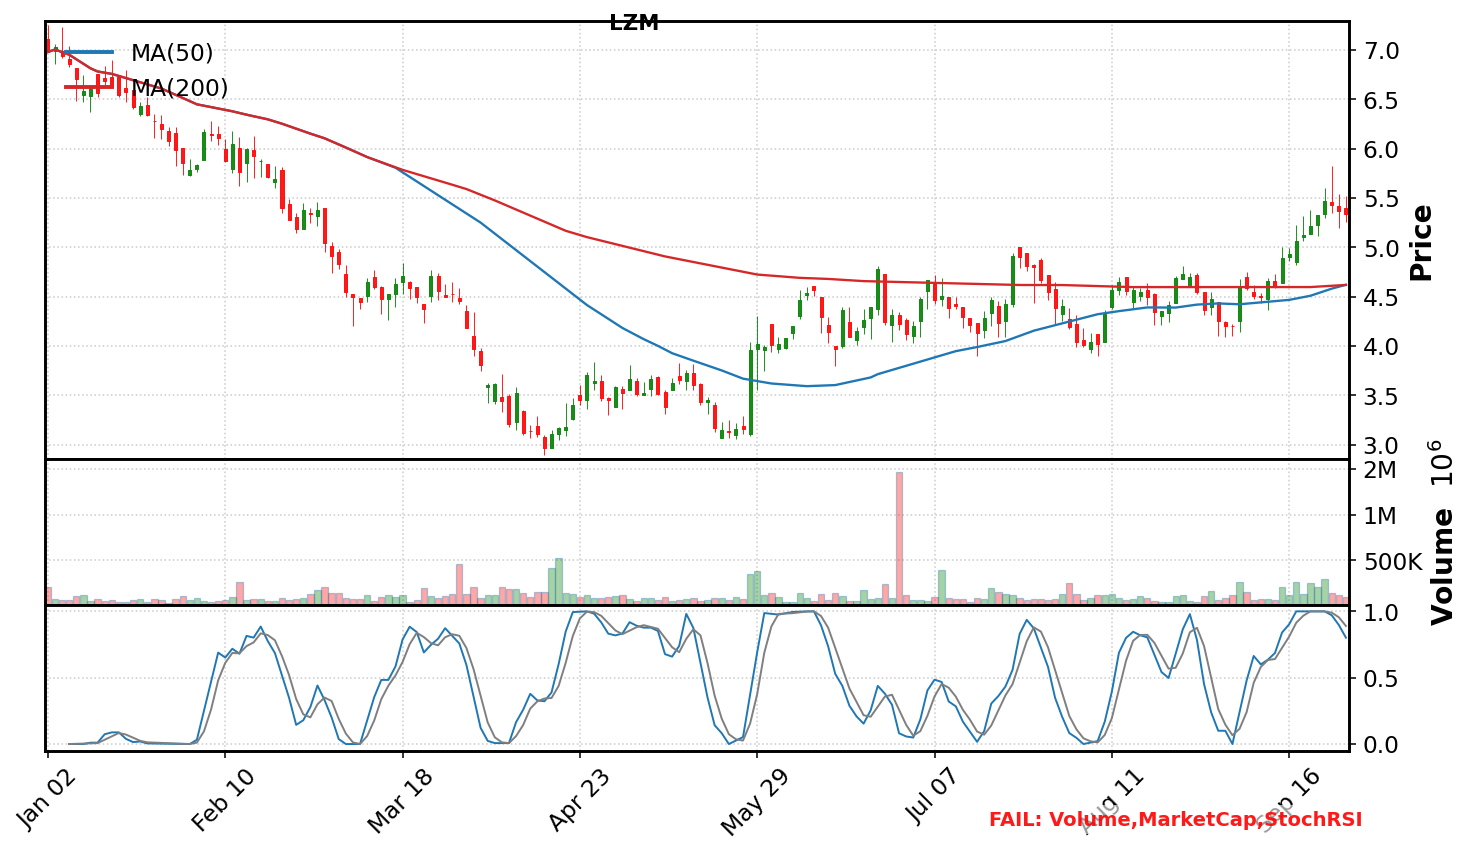 LZM
MA(50)
MA(200)
7.0
6.5
6.0
5.5
5.0
4.5
4.0
3.5
3.0
Price
2M
1M
500K
Volume 10⁶
1.0
0.5
0.0
Jan 02
Feb 10
Mar 18
Apr 23
May 29
Jul 07
Aug 11
Sep 16
FAIL: Volume,MarketCap,StochRSI